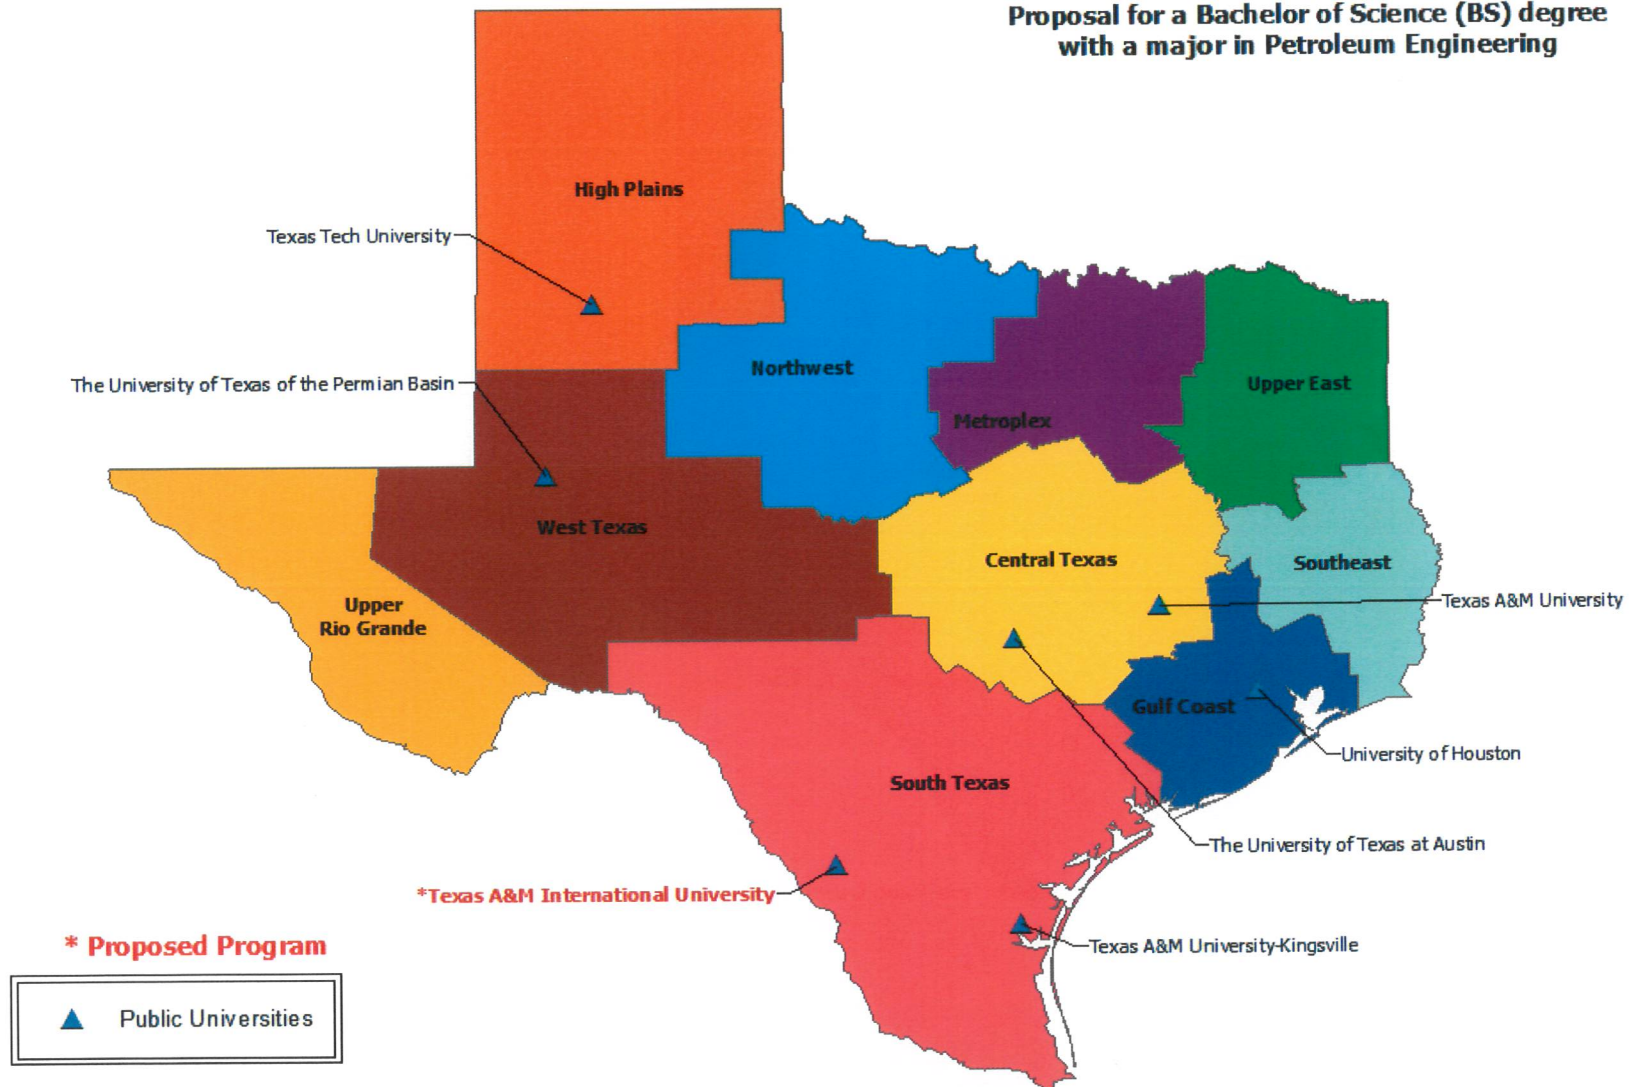 Proposal for a Bachelor of Science (BS) degree
with a major in Petroleum Engineering
High Plains
Texas Tech University
Northwest
The University of Texas of the Permian Basin
Upper East
Metroplex
West Texas
Central Texas
Southeast
Upper
Rio Grande
Texas A&M University
Gulf Coast
University of Houston
South Texas
The University of Texas at Austin
*Texas A&M International University
Texas A&M University-Kingsville
* Proposed Program
Public Universities